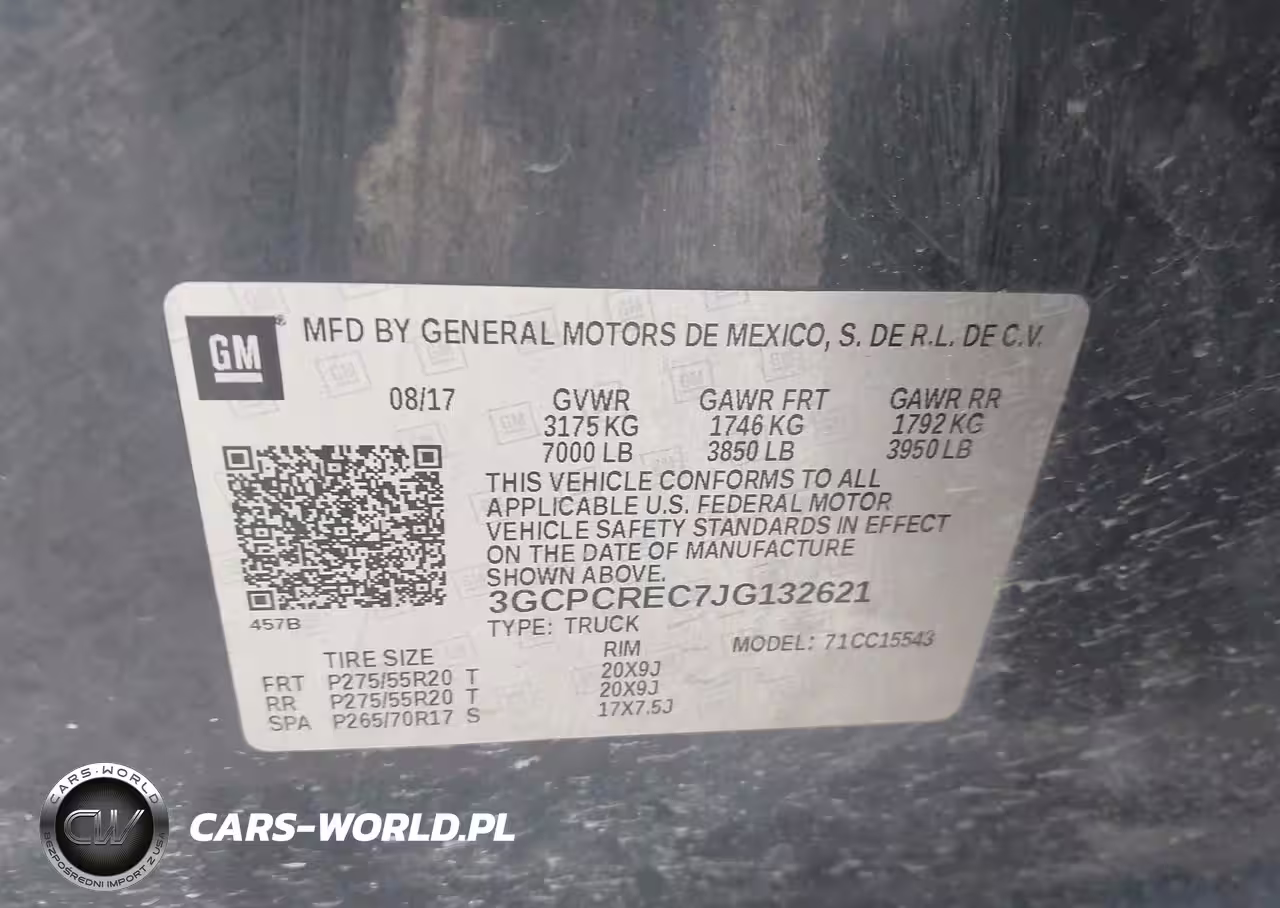 GM
MFD BY GENERAL MOTORS DE MEXICO, S. DE R.L. DE C.V.
08/17 GVWR GAWR FRT GAWR RR
3175 KG 1746 KG 1792 KG
7000 LB 3850 LB 3950 LB
THIS VEHICLE CONFORMS TO ALL
APPLICABLE U.S. FEDERAL MOTOR
VEHICLE SAFETY STANDARDS IN EFFECT
ON THE DATE OF MANUFACTURE
SHOWN ABOVE.
3GCPCREC7JG132621
457B
TYPE: TRUCK
MODEL: 71CC15543
TIRE SIZE RIM
FRT P275/55R20 T 20X9J
RR P275/55R20 T 20X9J
SPA P265/70R17 S 17X7.5J
CARS-WORLD
CW
BEZPOŚREDNI IMPORT Z USA
CARS-WORLD.PL